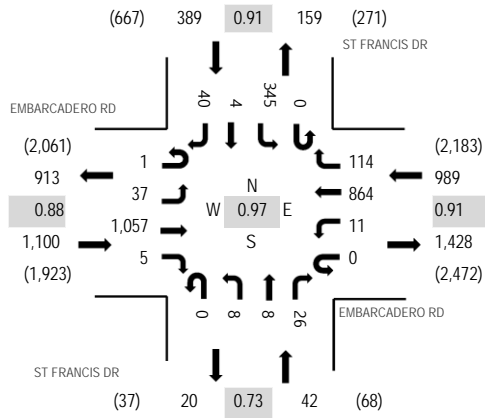 (667) 389 0.91 159 (271)
ST FRANCIS DR
40 4 345 0
EMBARCADERO RD
(2,061) (2,183)
1 114
913 989
37 864
N
0.88 W 0.97 E 0.91
1,057 11
1,100 S 1,428
5 0
(1,923) (2,472)
0 8 8 26
EMBARCADERO RD
ST FRANCIS DR
(37) 20 0.73 42 (68)